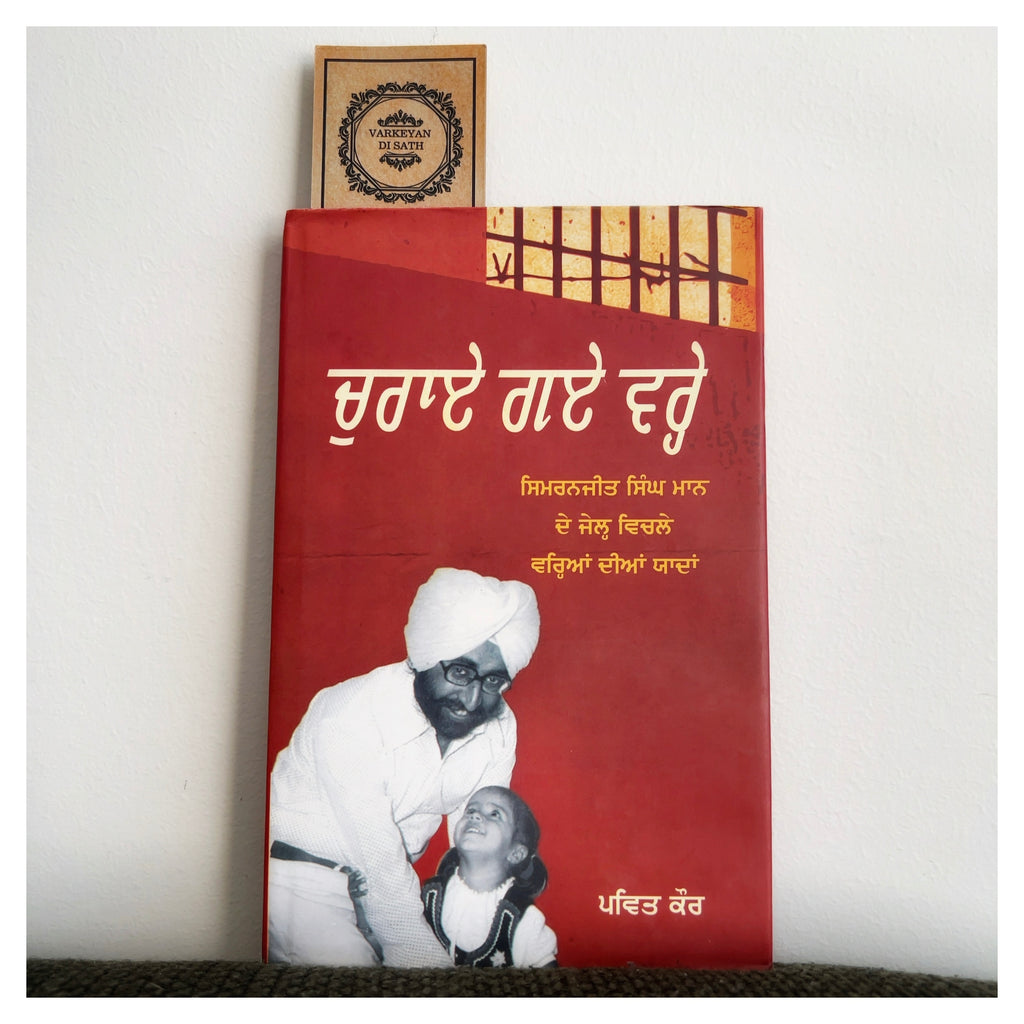 VARKEYAN
DI SATH
ਚੁਰਾਏ ਗਏ ਵਰ੍ਹੇ
ਸਿਮਰਨਜੀਤ ਸਿੰਘ ਮਾਨ
ਦੇ ਜੇਲ੍ਹ ਵਿਚਲੇ
ਵਰ੍ਹਿਆਂ ਦੀਆਂ ਯਾਦਾਂ
ਪਵਿਤ ਕੌਰ